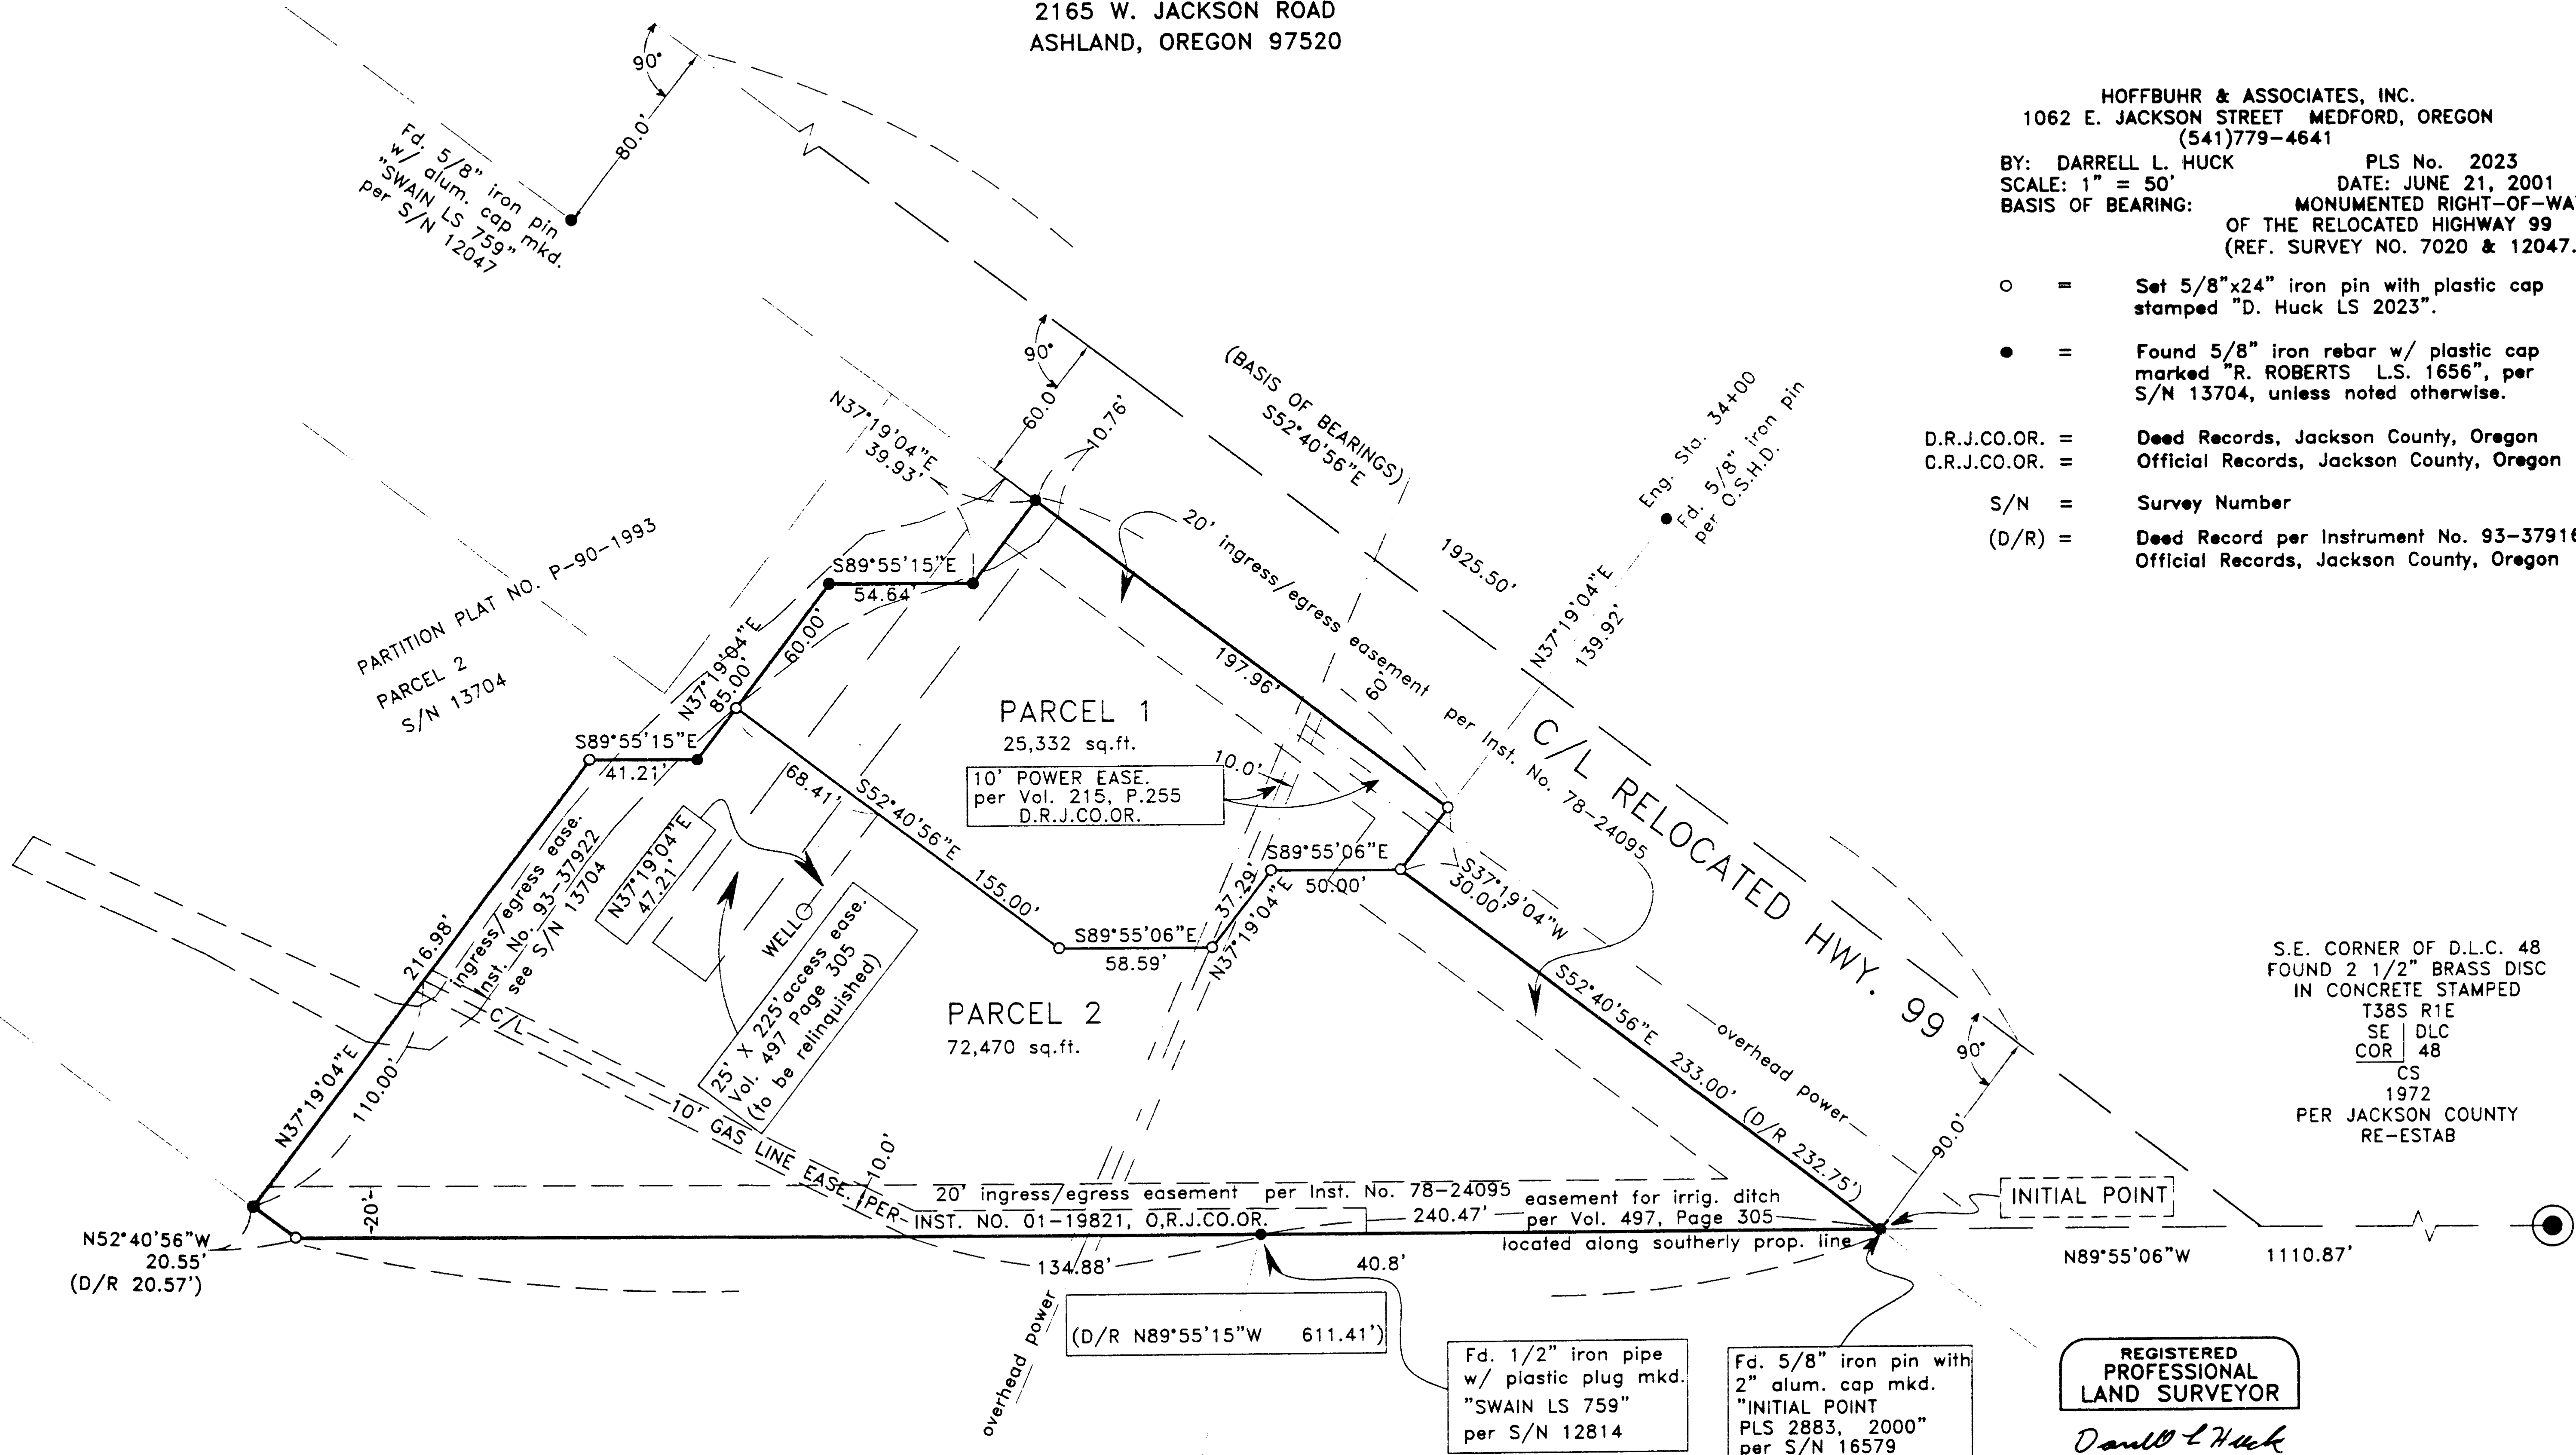 2165 W. JACKSON ROAD
ASHLAND, OREGON 97520
HOFFBUHR & ASSOCIATES, INC.
1062 E. JACKSON STREET MEDFORD, OREGON
(541)779-4641
BY: DARRELL L. HUCK PLS No. 2023
SCALE: 1" = 50' DATE: JUNE 21, 2001
BASIS OF BEARING: MONUMENTED RIGHT-OF-WA
OF THE RELOCATED HIGHWAY 99
(REF. SURVEY NO. 7020 & 12047.
○ = Set 5/8"x24" iron pin with plastic cap
stamped "D. Huck LS 2023".
● = Found 5/8" iron rebar w/ plastic cap
marked "R. ROBERTS L.S. 1656", per
S/N 13704, unless noted otherwise.
D.R.J.CO.OR. = Deed Records, Jackson County, Oregon
O.R.J.CO.OR. = Official Records, Jackson County, Oregon
S/N = Survey Number
(D/R) = Deed Record per Instrument No. 93-37916
Official Records, Jackson County, Oregon
90°
80.0'
Fd. 5/8" iron pin
w/ alum. cap mkd.
"SWAIN LS 759"
per S/N 12047
90°
60.0'
10.76'
N37°19'04"E
39.93'
(BASIS OF BEARINGS)
S52°40'56"E
1925.50'
Eng. Sta. 34+00
Fd. 5/8" iron pin
per O.S.H.D.
N37°19'04"E
139.92'
PARTITION PLAT NO. P-90-1993
PARCEL 2
S/N 13704
S89°55'15"E
54.64'
60.00'
N37°19'04"E
85.00'
20' ingress/egress easement per Inst. No. 78-24095
197.96'
60'
C/L RELOCATED HWY. 99
PARCEL 1
25,332 sq.ft.
10' POWER EASE.
per Vol. 215, P.255
D.R.J.CO.OR.
10.0'
S89°55'15"E
41.21'
68.41'
S52°40'56"E
155.00'
N37°19'04"E
47.21'
WELL
25' X 225' access ease.
Vol. 497 Page 305
(to be relinquished)
S89°55'06"E
58.59'
37.29'
N37°19'04"E
S89°55'06"E
50.00'
S37°19'04"W
30.00'
216.98'
ingress/egress ease.
Inst. No. 93-37922
see S/N 13704
C/L
N37°19'04"E
110.00'
PARCEL 2
72,470 sq.ft.
S52°40'56"E 233.00' (D/R 232.75')
overhead power
90°
90.0'
S.E. CORNER OF D.L.C. 48
FOUND 2 1/2" BRASS DISC
IN CONCRETE STAMPED
T38S R1E
SE | DLC
COR | 48
CS
1972
PER JACKSON COUNTY
RE-ESTAB
10' GAS LINE EASE. PER
INST. NO. 01-19821, O.R.J.CO.OR.
10.0'
20' ingress/egress easement per Inst. No. 78-24095
20'
240.47'
easement for irrig. ditch
per Vol. 497, Page 305
located along southerly prop. line
INITIAL POINT
N52°40'56"W
20.55'
(D/R 20.57')
134.88'
40.8'
N89°55'06"W 1110.87'
overhead power
(D/R N89°55'15"W 611.41')
Fd. 1/2" iron pipe
w/ plastic plug mkd.
"SWAIN LS 759"
per S/N 12814
Fd. 5/8" iron pin with
2" alum. cap mkd.
"INITIAL POINT
PLS 2883, 2000"
per S/N 16579
REGISTERED
PROFESSIONAL
LAND SURVEYOR
Darrell L Huck